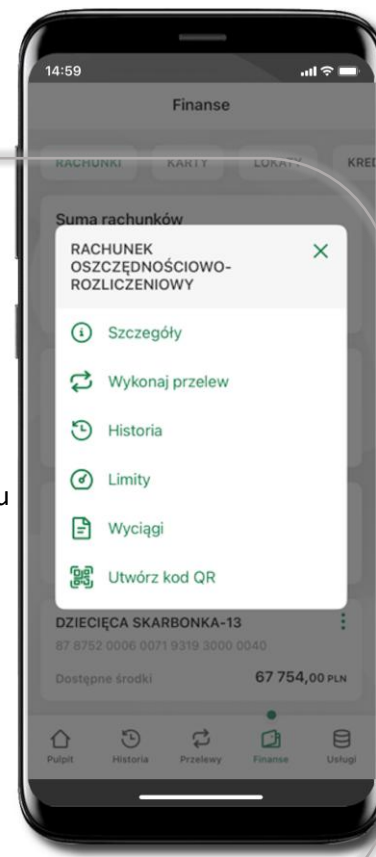 14:59
Finanse
RACHUNKI KARTY LOKATY KRED
Suma rachunków
RACHUNEK
OSZCZĘDNOŚCIOWO-
ROZLICZENIOWY
Szczegóły
Wykonaj przelew
Historia
Limity
u
Wyciągi
Utwórz kod QR
DZIECIĘCA SKARBONKA-13
87 8752 0006 0071 9319 3000 0040
Dostępne środki 67 754,00 PLN
Pulpit Historia Przelewy Finanse Usługi